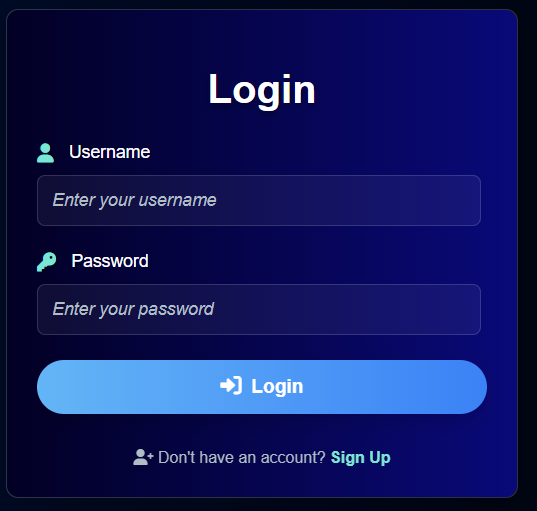 Login
Username
Enter your username
Password
Enter your password
Login
Don't have an account? Sign Up